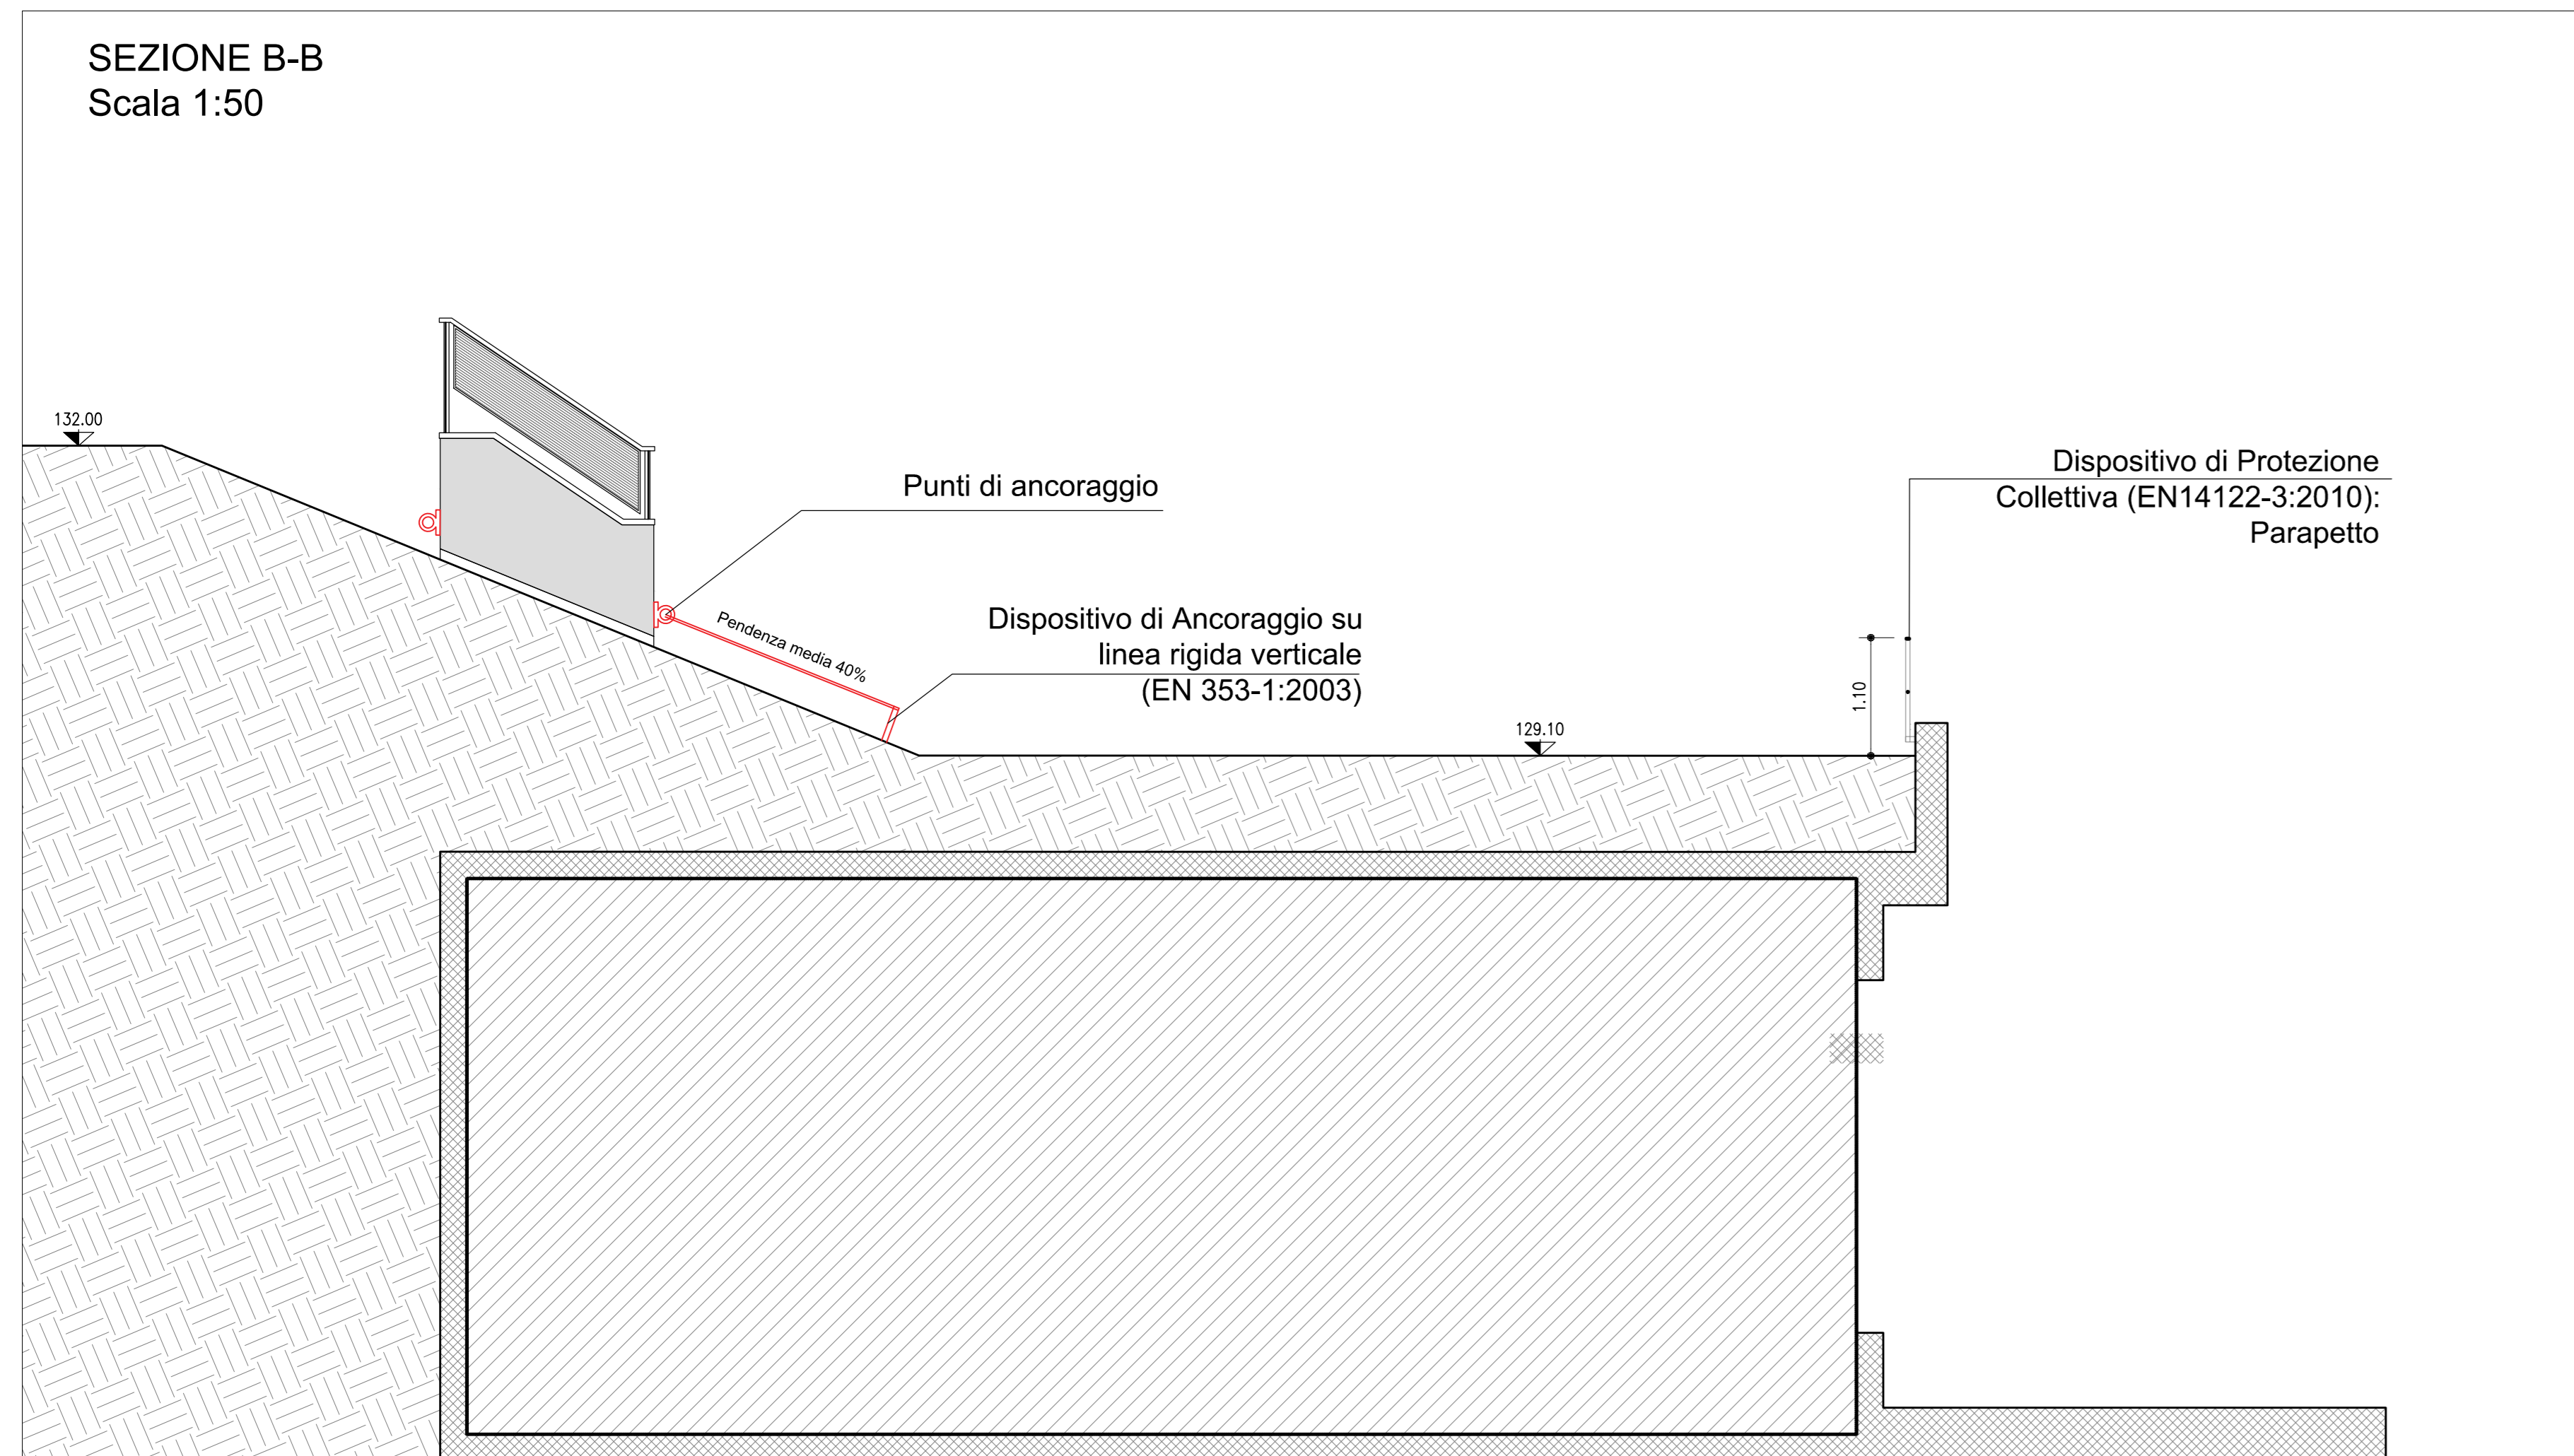 SEZIONE B-B
Scala 1:50
132.00
Punti di ancoraggio
Dispositivo di Protezione
Collettiva (EN14122-3:2010):
Parapetto
Pendenza media 40%
Dispositivo di Ancoraggio su
linea rigida verticale
(EN 353-1:2003)
1.10
129.10